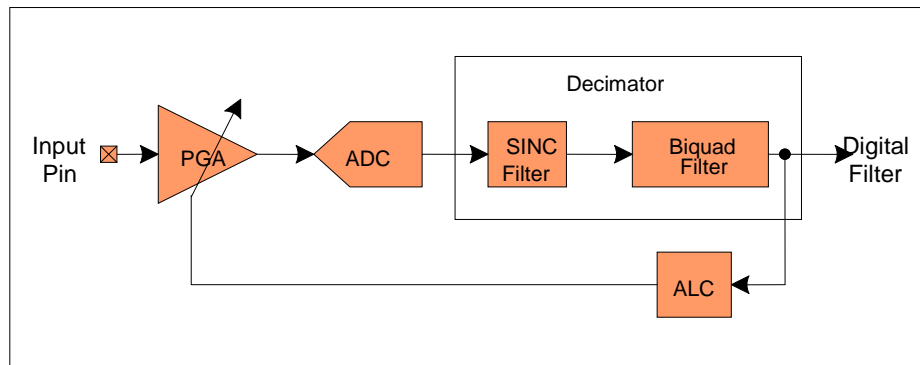 Decimator
Input
Pin
PGA
ADC
SINC
Filter
Biquad
Filter
Digital
Filter
ALC